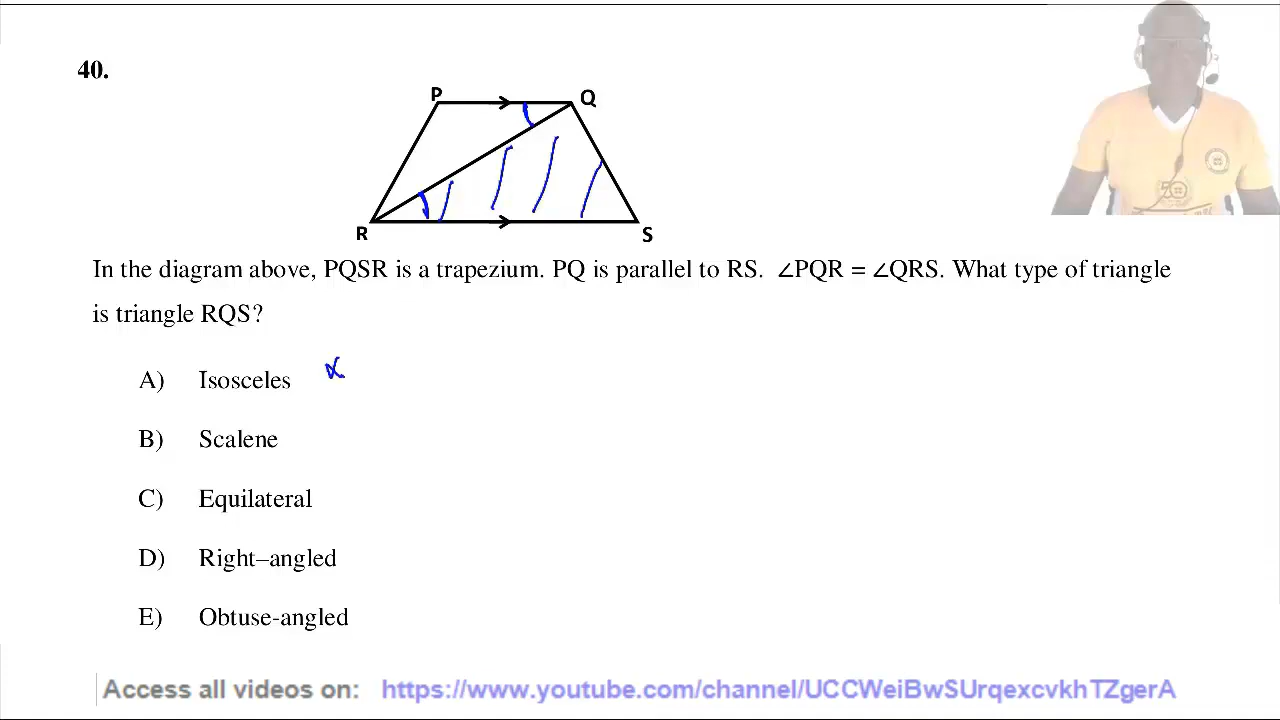 40.
P
Q
R
S
In the diagram above, PQSR is a trapezium. PQ is parallel to RS. ∠PQR = ∠QRS. What type of triangle
is triangle RQS?
A) Isosceles
B) Scalene
C) Equilateral
D) Right–angled
E) Obtuse-angled
Access all videos on: https://www.youtube.com/channel/UCCWeiBwSUrqexcvkhTZgerA